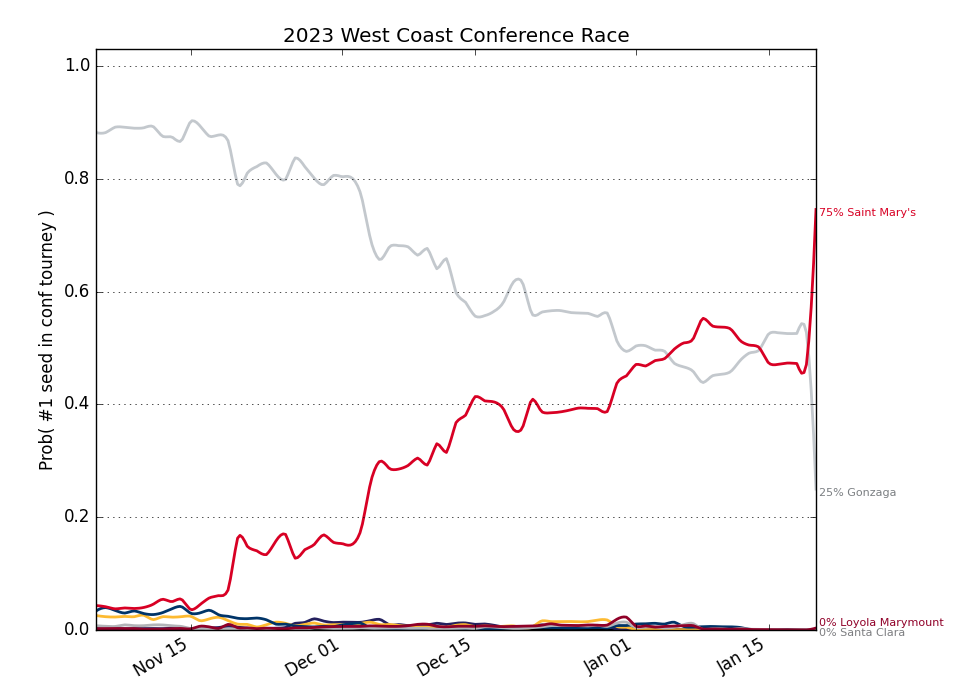 2023 West Coast Conference Race
Prob( #1 seed in conf tourney )
1.0
0.8
0.6
0.4
0.2
0.0
Nov 15
Dec 01
Dec 15
Jan 01
Jan 15
75% Saint Mary's
25% Gonzaga
0% Loyola Marymount
0% Santa Clara